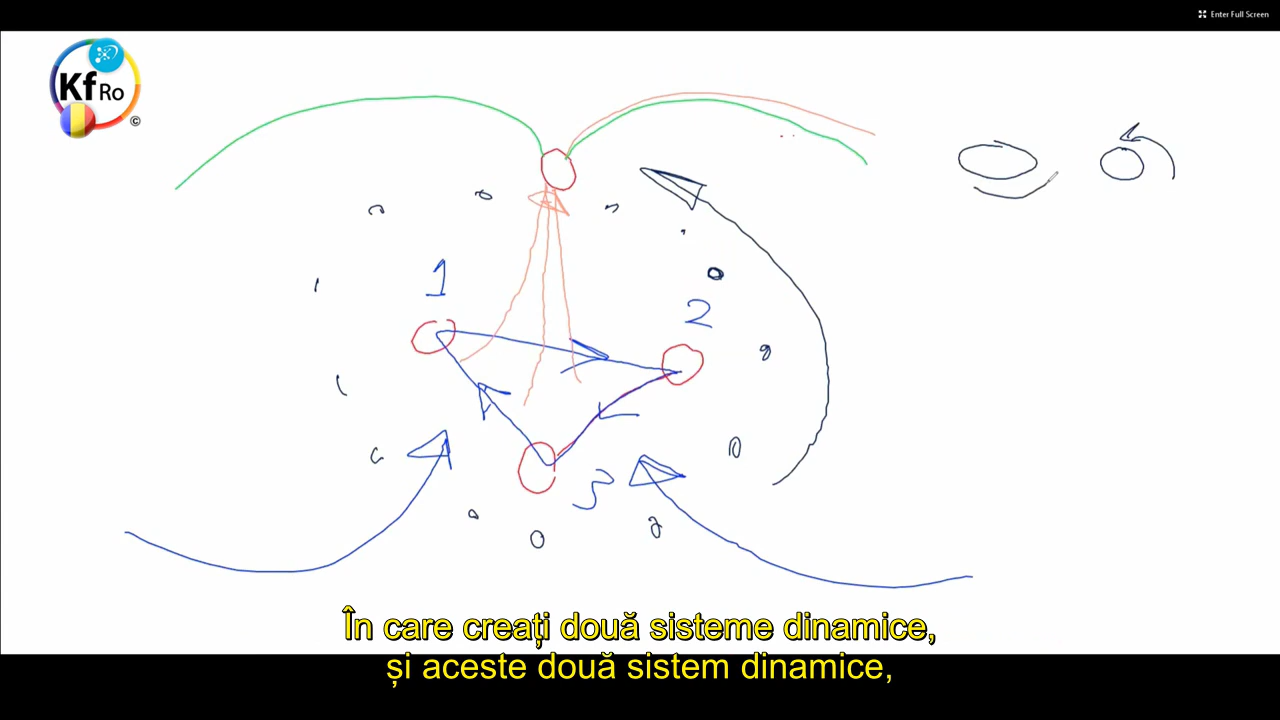 Enter Full Screen
Kf Ro
©
1
2
3
În care creați două sisteme dinamice,
și aceste două sistem dinamice,